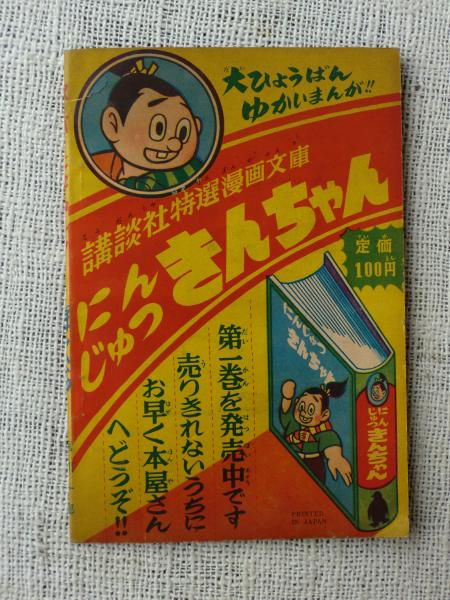 大ひょうばん
ゆかいまんが!!
講談社特選漫画文庫
にんじゅつ
きんちゃん
定価
100円
にんじゅつ
きんちゃん
にんじゅつ
きんちゃん
第一巻を発売中です
売りきれないうちに
お早く本屋さん
へどうぞ!!
PRINTED
IN JAPAN